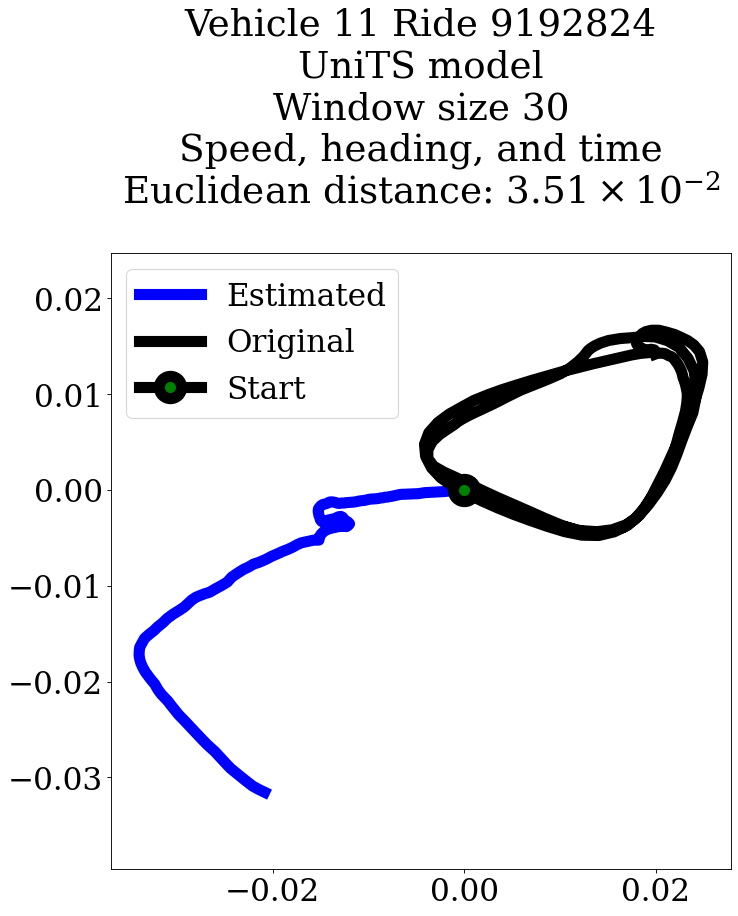 Vehicle 11 Ride 9192824
UniTS model
Window size 30
Speed, heading, and time
Euclidean distance: 3.51 × 10⁻²
Estimated
Original
Start
0.02
0.01
0.00
−0.01
−0.02
−0.03
−0.02 0.00 0.02